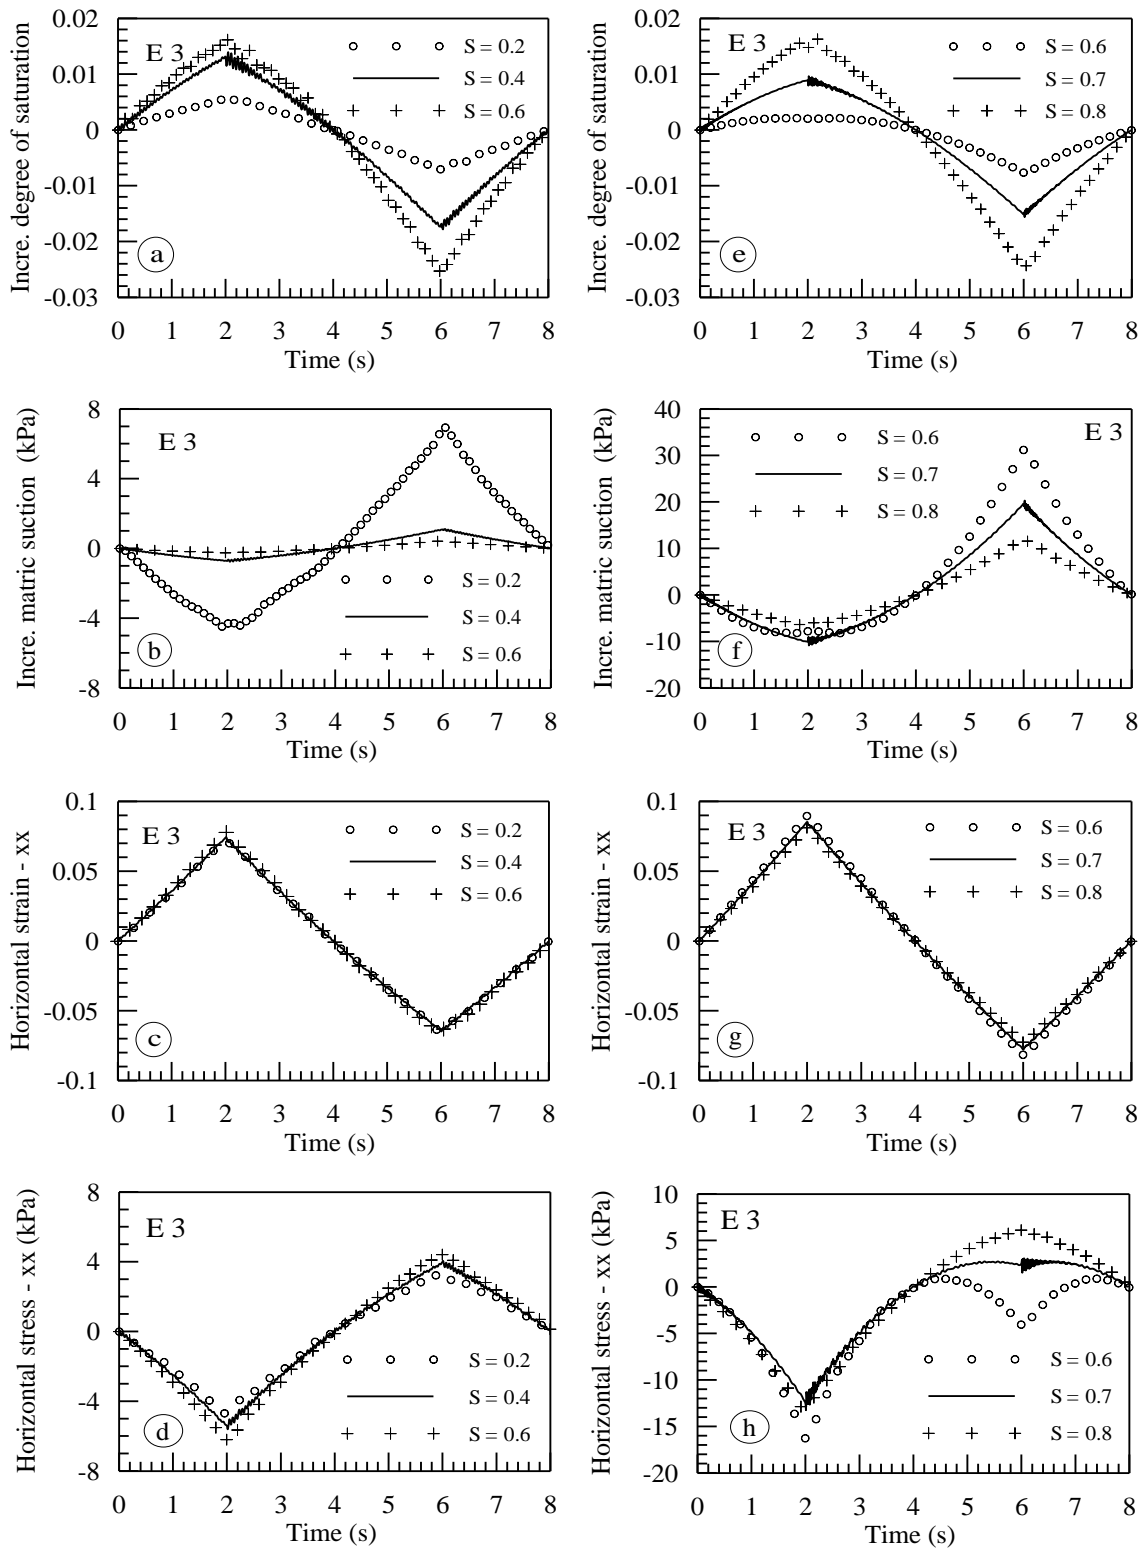 Incre. degree of saturation
0.02
0.01
0
-0.01
-0.02
-0.03
E 3
S = 0.2
S = 0.4
S = 0.6
a
0 1 2 3 4 5 6 7 8
Time (s)
Incre. degree of saturation
0.02
0.01
0
-0.01
-0.02
-0.03
E 3
S = 0.6
S = 0.7
S = 0.8
e
0 1 2 3 4 5 6 7 8
Time (s)
Incre. matric suction (kPa)
8
4
0
-4
-8
E 3
S = 0.2
S = 0.4
S = 0.6
b
0 1 2 3 4 5 6 7 8
Time (s)
Incre. matric suction (kPa)
40
30
20
10
0
-10
-20
E 3
S = 0.6
S = 0.7
S = 0.8
f
0 1 2 3 4 5 6 7 8
Time (s)
Horizontal strain - xx
0.1
0.05
0
-0.05
-0.1
E 3
S = 0.2
S = 0.4
S = 0.6
c
0 1 2 3 4 5 6 7 8
Time (s)
Horizontal strain - xx
0.1
0.05
0
-0.05
-0.1
E 3
S = 0.6
S = 0.7
S = 0.8
g
0 1 2 3 4 5 6 7 8
Time (s)
Horizontal stress - xx (kPa)
8
4
0
-4
-8
E 3
S = 0.2
S = 0.4
S = 0.6
d
0 1 2 3 4 5 6 7 8
Time (s)
Horizontal stress - xx (kPa)
10
5
0
-5
-10
-15
-20
E 3
S = 0.6
S = 0.7
S = 0.8
h
0 1 2 3 4 5 6 7 8
Time (s)